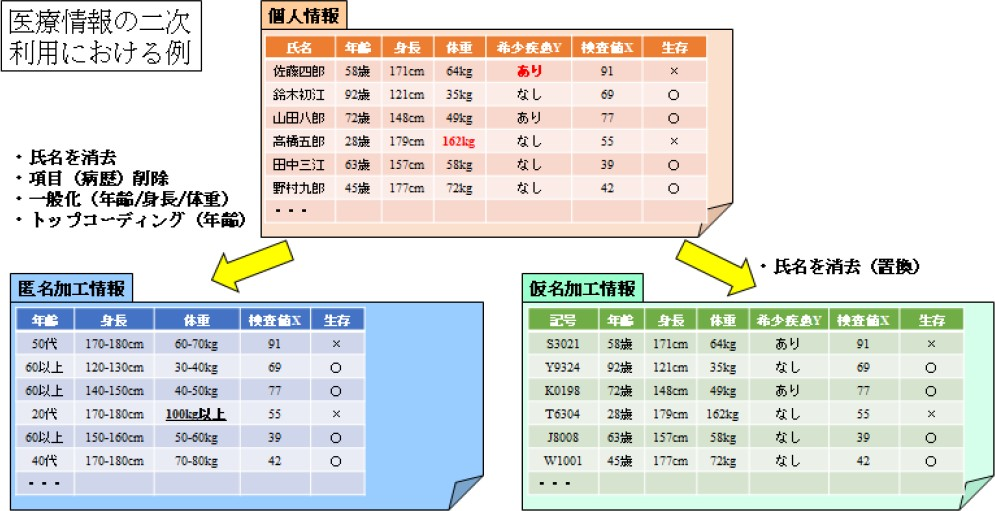 医療情報の二次
利用における例
個人情報
氏名 年齢 身長 体重 希少疾患Y 検査値X 生存
佐藤四郎 58歳 171cm 64kg あり 91 ×
鈴木初江 92歳 121cm 35kg なし 69 ○
山田八郎 72歳 148cm 49kg あり 77 ○
高橋五郎 28歳 179cm 162kg なし 55 ×
田中三江 63歳 157cm 58kg なし 39 ○
野村九郎 45歳 177cm 72kg なし 42 ○
・・・
・氏名を消去
・項目（病歴）削除
・一般化（年齢/身長/体重）
・トップコーディング（年齢）
・氏名を消去（置換）
匿名加工情報
年齢 身長 体重 検査値X 生存
50代 170-180cm 60-70kg 91 ×
60以上 120-130cm 30-40kg 69 ○
60以上 140-150cm 40-50kg 77 ○
20代 170-180cm 100kg以上 55 ×
60以上 150-160cm 50-60kg 39 ○
40代 170-180cm 70-80kg 42 ○
・・・
仮名加工情報
記号 年齢 身長 体重 希少疾患Y 検査値X 生存
S3021 58歳 171cm 64kg あり 91 ×
Y9324 92歳 121cm 35kg なし 69 ○
K0198 72歳 148cm 49kg あり 77 ○
T6304 28歳 179cm 162kg なし 55 ×
J8008 63歳 157cm 58kg なし 39 ○
W1001 45歳 177cm 72kg なし 42 ○
・・・